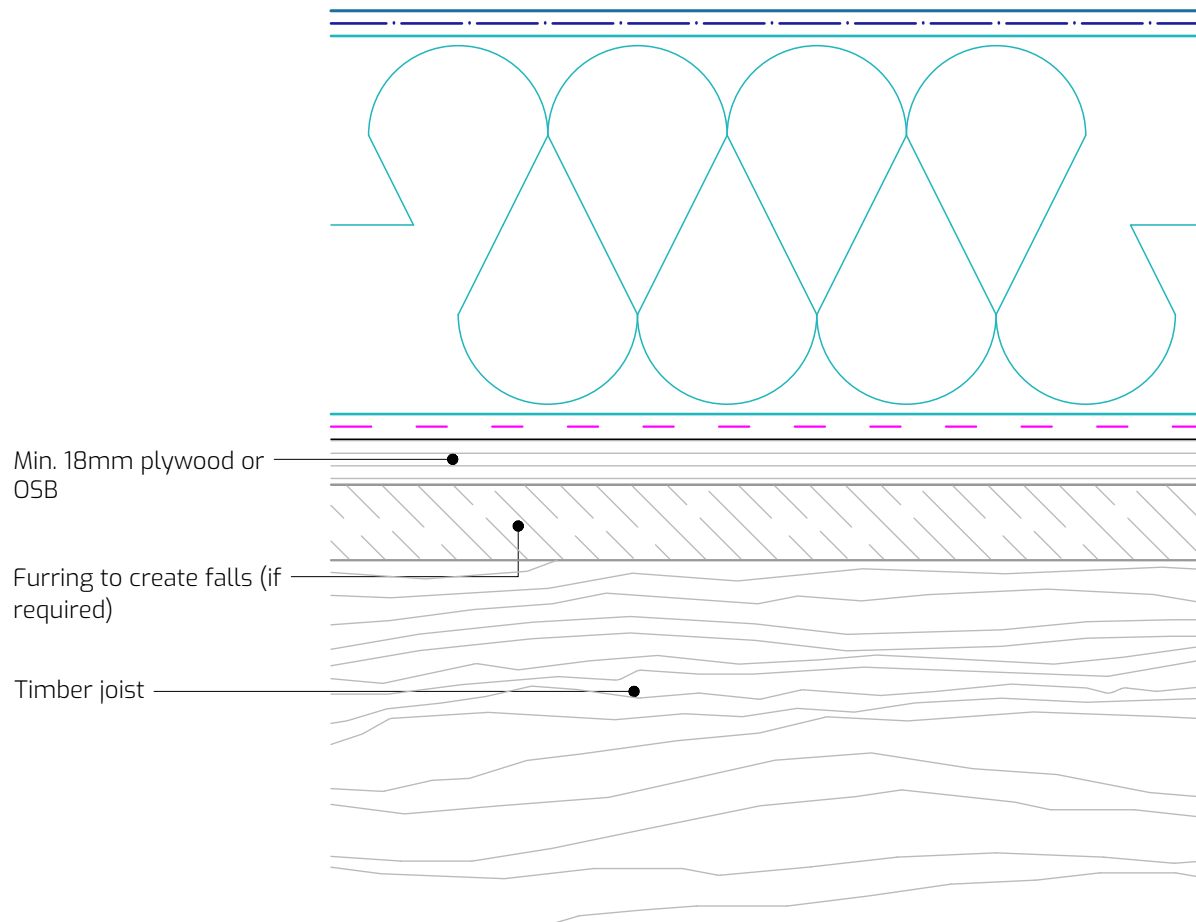 Min. 18mm plywood or
OSB
Furring to create falls (if
required)
Timber joist